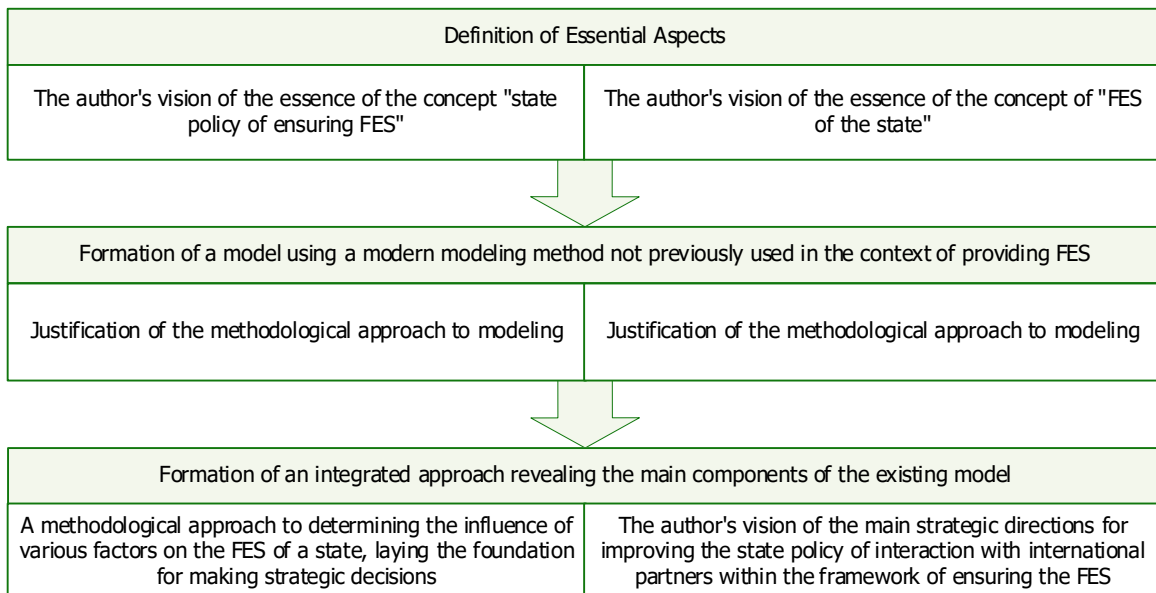 Definition of Essential Aspects
The author's vision of the essence of the concept "state
policy of ensuring FES"
The author's vision of the essence of the concept of "FES
of the state"
Formation of a model using a modern modeling method not previously used in the context of providing FES
Justification of the methodological approach to modeling
Justification of the methodological approach to modeling
Formation of an integrated approach revealing the main components of the existing model
A methodological approach to determining the influence of
various factors on the FES of a state, laying the foundation
for making strategic decisions
The author's vision of the main strategic directions for
improving the state policy of interaction with international
partners within the framework of ensuring the FES